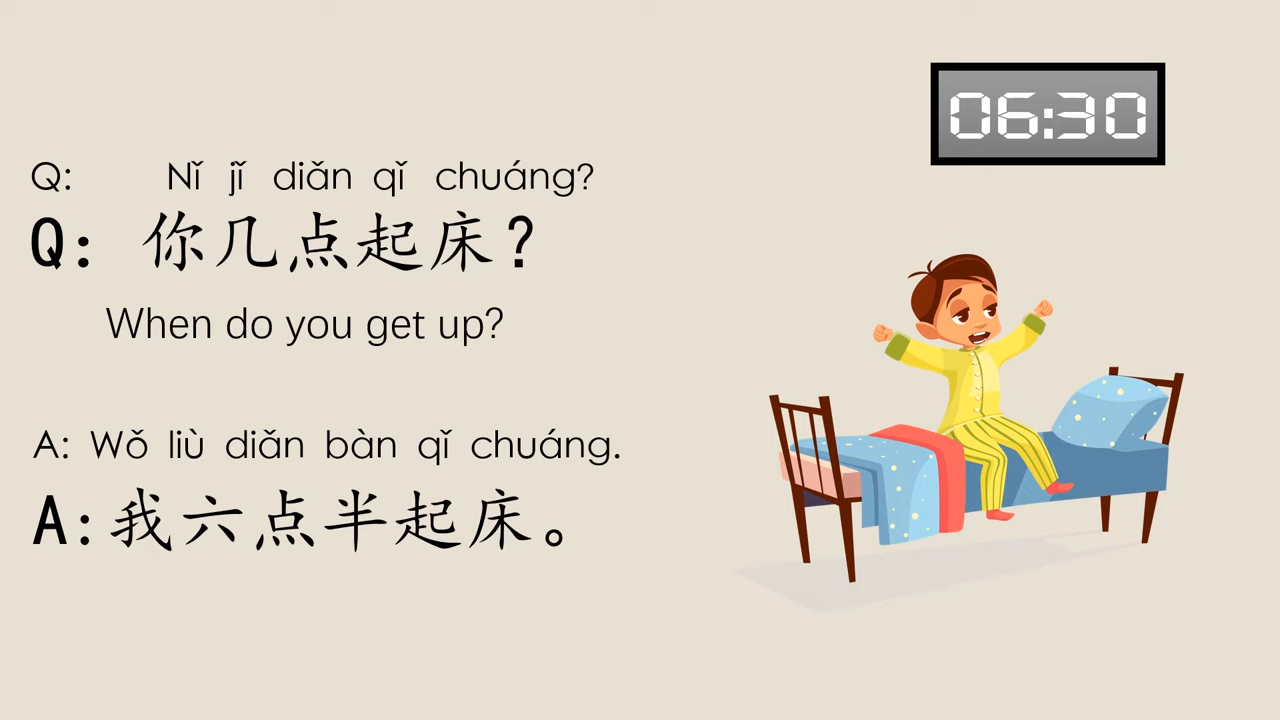 06:30
Q: Nǐ jǐ diǎn qǐ chuáng?
Q：你几点起床？
When do you get up?
A: Wǒ liù diǎn bàn qǐ chuáng.
A:我六点半起床。